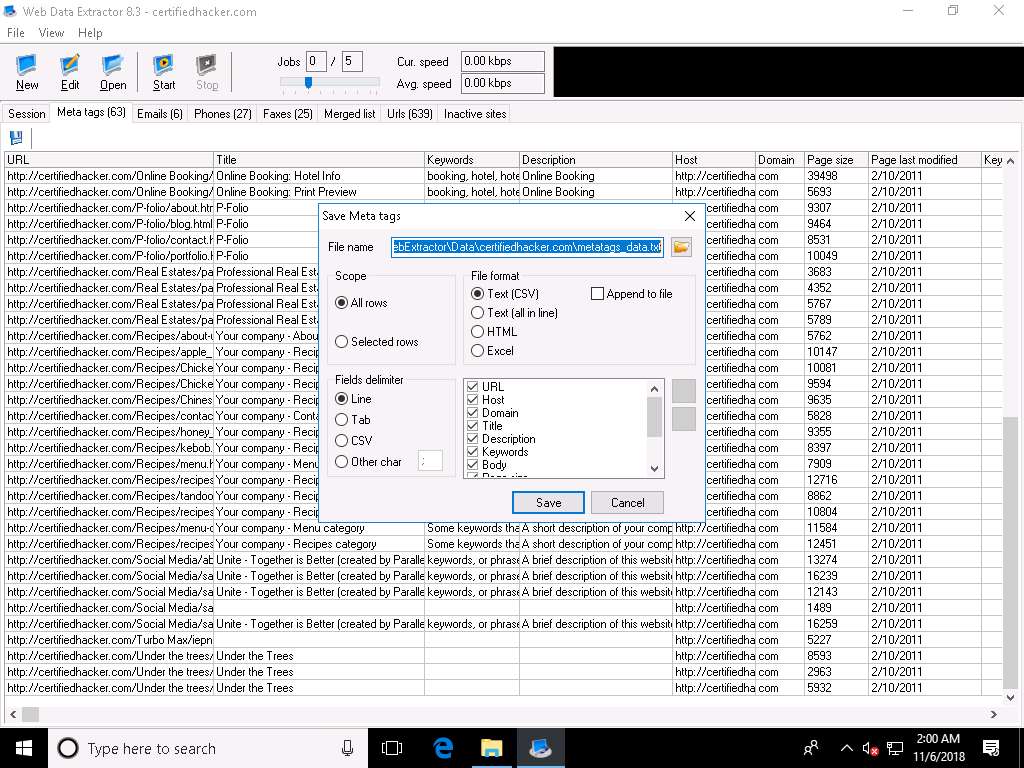 Web Data Extractor 8.3 - certifiedhacker.com
File View Help
New Edit Open Start Stop
Jobs 0 / 5
Cur. speed 0.00 kbps
Avg. speed 0.00 kbps
Session Meta tags (63) Emails (6) Phones (27) Faxes (25) Merged list Urls (639) Inactive sites
URL Title Keywords Description Host Domain Page size Page last modified Key
http://certifiedhacker.com/Online Booking/ Online Booking: Hotel Info booking, hotel, hote Online Booking http://certifiedha com 39498 2/10/2011
http://certifiedhacker.com/Online Booking/ Online Booking: Print Preview booking, hotel, hote Online Booking http://certifiedha com 5693 2/10/2011
http://certifiedhacker.com/P-folio/about.htr P-Folio certifiedha com 9307 2/10/2011
http://certifiedhacker.com/P-folio/blog.html P-Folio certifiedha com 9464 2/10/2011
http://certifiedhacker.com/P-folio/contact.h P-Folio certifiedha com 8531 2/10/2011
http://certifiedhacker.com/P-folio/portfolio.h P-Folio certifiedha com 10049 2/10/2011
http://certifiedhacker.com/Real Estates/pa Professional Real Est certifiedha com 3683 2/10/2011
http://certifiedhacker.com/Real Estates/pa Professional Real Est certifiedha com 4352 2/10/2011
http://certifiedhacker.com/Real Estates/pa Professional Real Est certifiedha com 5767 2/10/2011
http://certifiedhacker.com/Real Estates/pa Professional Real Est certifiedha com 5789 2/10/2011
http://certifiedhacker.com/Recipes/about-u Your company - Abou certifiedha com 5762 2/10/2011
http://certifiedhacker.com/Recipes/apple_ Your company - Recip certifiedha com 10147 2/10/2011
http://certifiedhacker.com/Recipes/Chicke Your company - Recip certifiedha com 10081 2/10/2011
http://certifiedhacker.com/Recipes/Chicke Your company - Recip certifiedha com 9594 2/10/2011
http://certifiedhacker.com/Recipes/Chines Your company - Recip certifiedha com 9635 2/10/2011
http://certifiedhacker.com/Recipes/contac Your company - Conta certifiedha com 5828 2/10/2011
http://certifiedhacker.com/Recipes/honey_ Your company - Recip certifiedha com 9355 2/10/2011
http://certifiedhacker.com/Recipes/kebob. Your company - Recip certifiedha com 8397 2/10/2011
http://certifiedhacker.com/Recipes/menu.h Your company - Menu certifiedha com 7909 2/10/2011
http://certifiedhacker.com/Recipes/recipes Your company - Recip certifiedha com 12716 2/10/2011
http://certifiedhacker.com/Recipes/tandoo Your company - Recip certifiedha com 8862 2/10/2011
http://certifiedhacker.com/Recipes/recipes Your company - Recip certifiedha com 10804 2/10/2011
http://certifiedhacker.com/Recipes/menu-c Your company - Menu category Some keywords tha A short description of your comp http://certifiedha com 11584 2/10/2011
http://certifiedhacker.com/Recipes/recipes Your company - Recipes category Some keywords tha A short description of your comp http://certifiedha com 12451 2/10/2011
http://certifiedhacker.com/Social Media/ab Unite - Together is Better (created by Paralle keywords, or phrase A brief description of this website http://certifiedha com 13274 2/10/2011
http://certifiedhacker.com/Social Media/sa Unite - Together is Better (created by Paralle keywords, or phrase A brief description of this website http://certifiedha com 16239 2/10/2011
http://certifiedhacker.com/Social Media/sa Unite - Together is Better (created by Paralle keywords, or phrase A brief description of this website http://certifiedha com 12143 2/10/2011
http://certifiedhacker.com/Social Media/sa http://certifiedha com 1489 2/10/2011
http://certifiedhacker.com/Social Media/sa Unite - Together is Better (created by Paralle keywords, or phrase A brief description of this website http://certifiedha com 16259 2/10/2011
http://certifiedhacker.com/Turbo Max/iepn http://certifiedha com 5227 2/10/2011
http://certifiedhacker.com/Under the trees/ Under the Trees http://certifiedha com 8593 2/10/2011
http://certifiedhacker.com/Under the trees/ Under the Trees http://certifiedha com 2963 2/10/2011
http://certifiedhacker.com/Under the trees/ Under the Trees http://certifiedha com 5932 2/10/2011
Save Meta tags
File name ebExtractor\Data\certifiedhacker.com\metatags_data.txt
Scope
All rows
Selected rows
File format
Text (CSV) Append to file
Text (all in line)
HTML
Excel
Fields delimiter
Line
Tab
CSV
Other char ;
URL
Host
Domain
Title
Description
Keywords
Body
Page size
Save Cancel
Type here to search
2:00 AM
11/6/2018